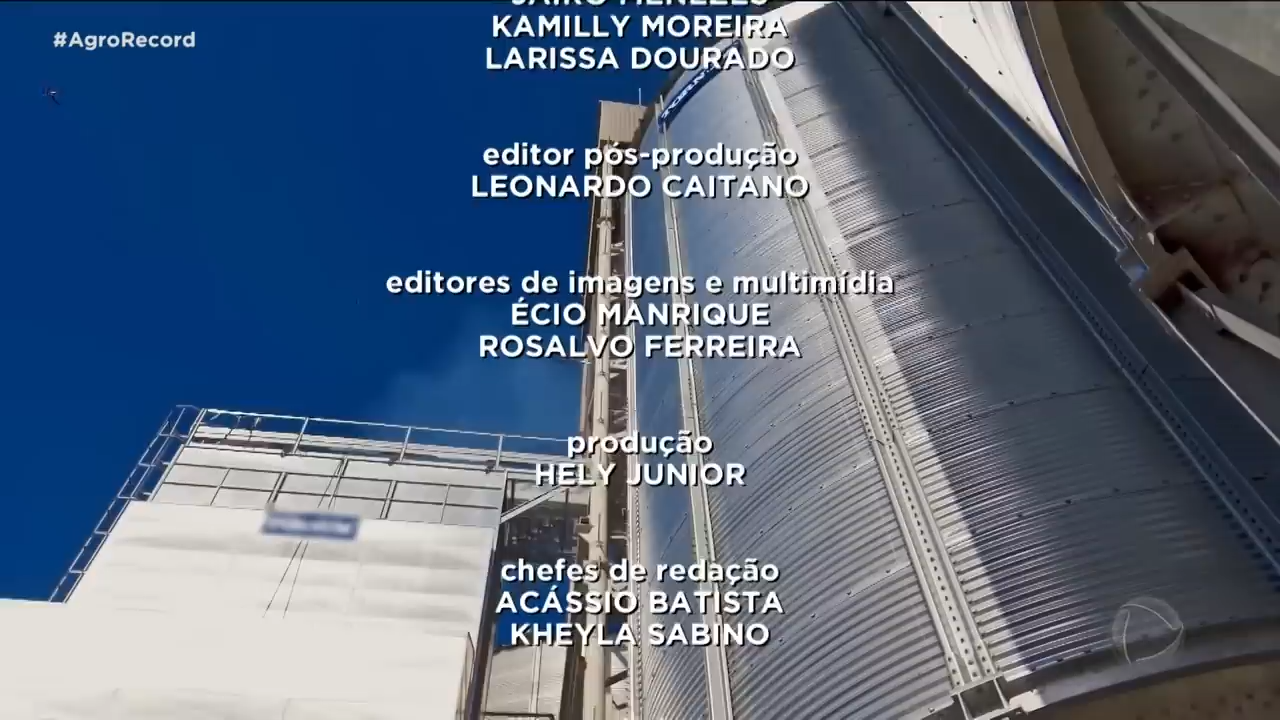 #AgroRecord
KAMILLY MOREIRA
LARISSA DOURADO
editor pós-produção
LEONARDO CAITANO
editores de imagens e multimídia
ÉCIO MANRIQUE
ROSALVO FERREIRA
produção
HELY JUNIOR
chefes de redação
ACÁSSIO BATISTA
KHEYLA SABINO